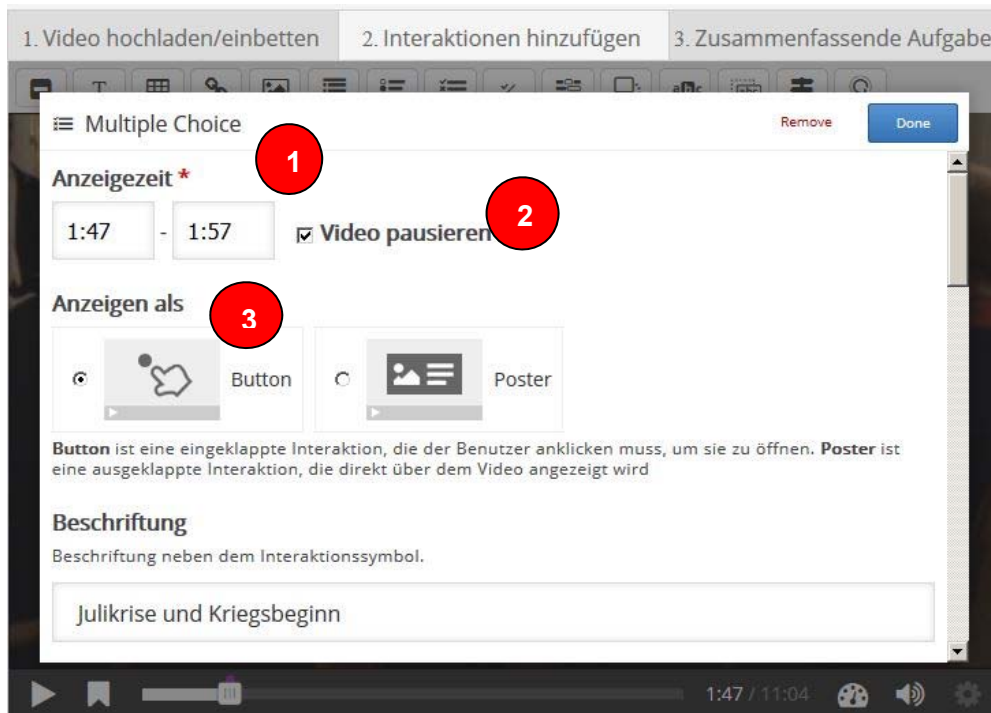 1. Video hochladen/einbetten 2. Interaktionen hinzufügen 3. Zusammenfassende Aufgabe
T
Multiple Choice Remove Done
1
Anzeigezeit *
2
1:47 - 1:57 Video pausieren
Anzeigen als
3
Button Poster
Button ist eine eingeklappte Interaktion, die der Benutzer anklicken muss, um sie zu öffnen. Poster ist
eine ausgeklappte Interaktion, die direkt über dem Video angezeigt wird
Beschriftung
Beschriftung neben dem Interaktionssymbol.
Julikrise und Kriegsbeginn
1:47 / 11:04